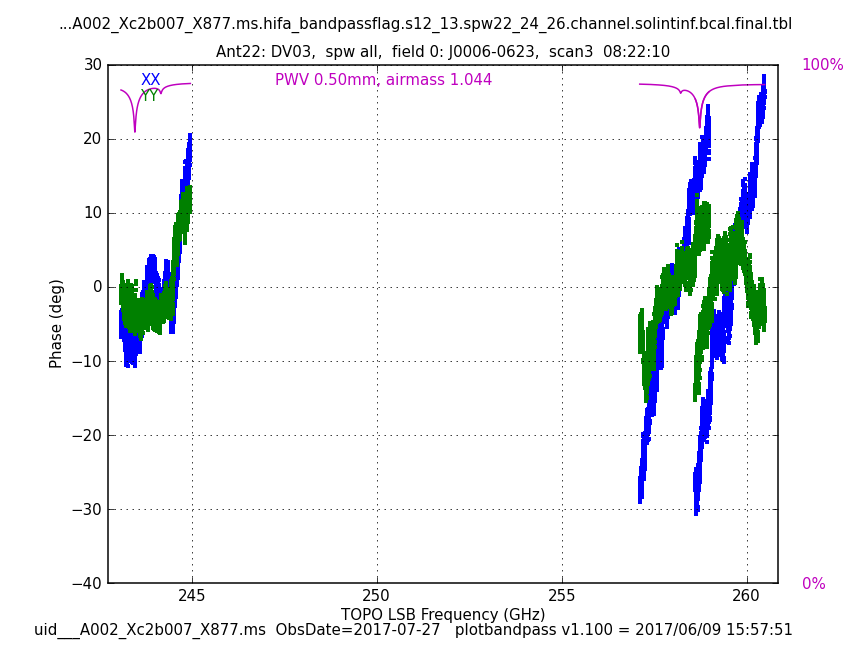 ...A002_Xc2b007_X877.ms.hifa_bandpassflag.s12_13.spw22_24_26.channel.solintinf.bcal.final.tbl
Ant22: DV03,  spw all,  field 0: J0006-0623,  scan3  08:22:10
30
XX
PWV 0.50mm, airmass 1.044
100%
YY
20
10
0
−10
−20
−30
−40
Phase (deg)
0%
245
250
255
260
TOPO LSB Frequency (GHz)
uid___A002_Xc2b007_X877.ms  ObsDate=2017-07-27   plotbandpass v1.100 = 2017/06/09 15:57:51